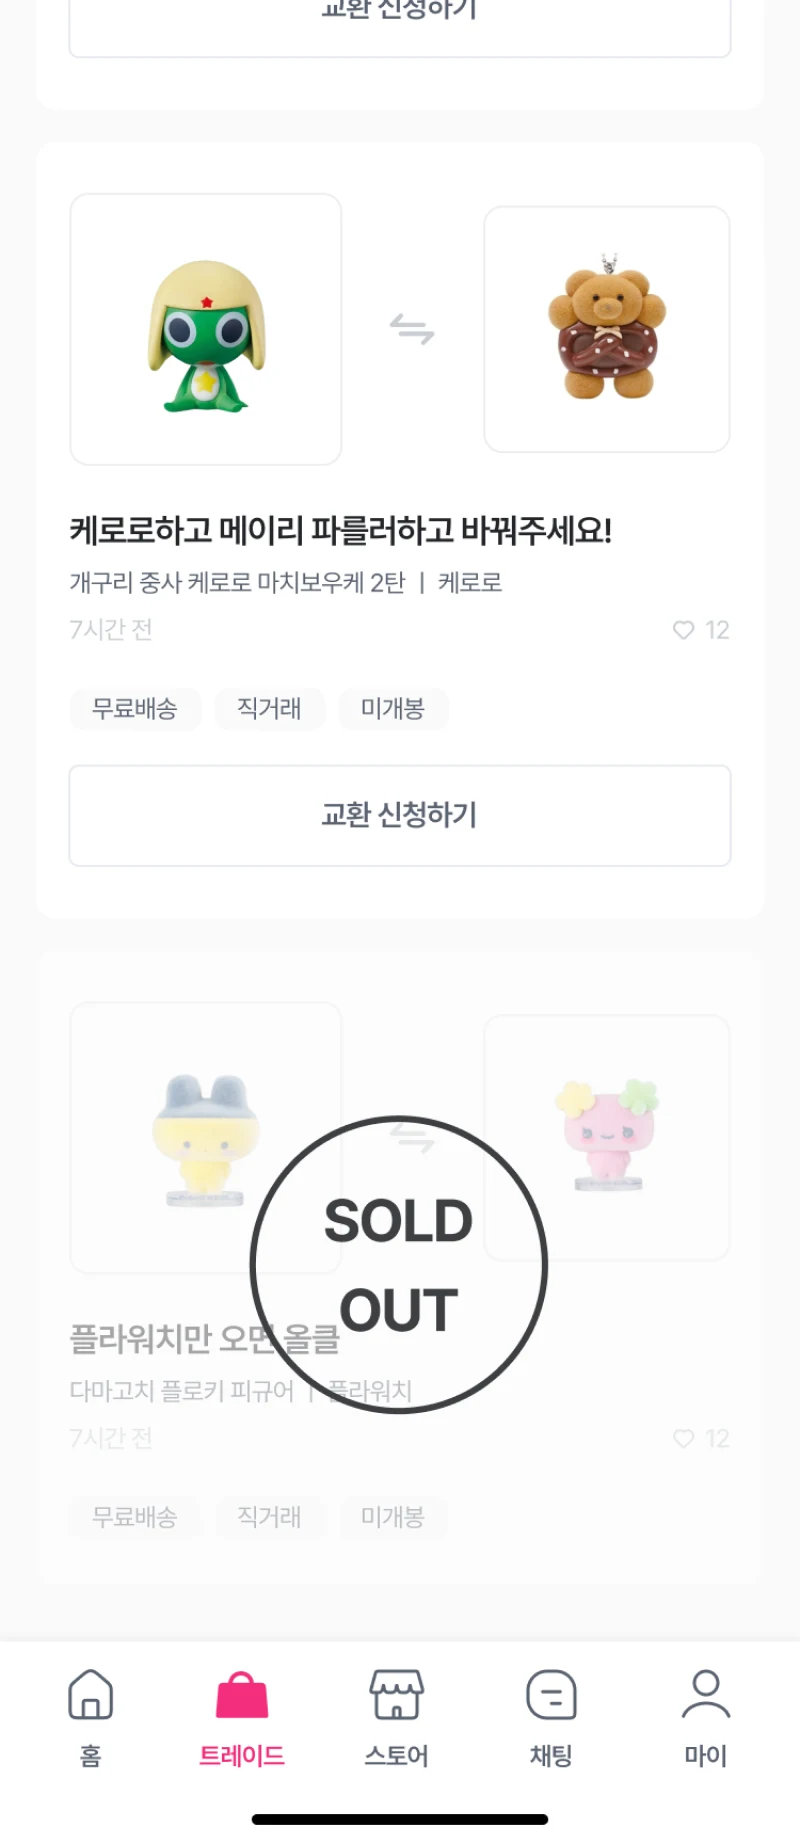 교환 신청하기
케로로하고 메이리 파를러하고 바꿔주세요!
개구리 중사 케로로 마치보우케 2탄 | 케로로
7시간 전
12
무료배송 직거래 미개봉
교환 신청하기
SOLD
OUT
플라워치만 오면 올클
다마고치 플로키 피규어 | 플라워치
7시간 전
12
무료배송 직거래 미개봉
홈 트레이드 스토어 채팅 마이